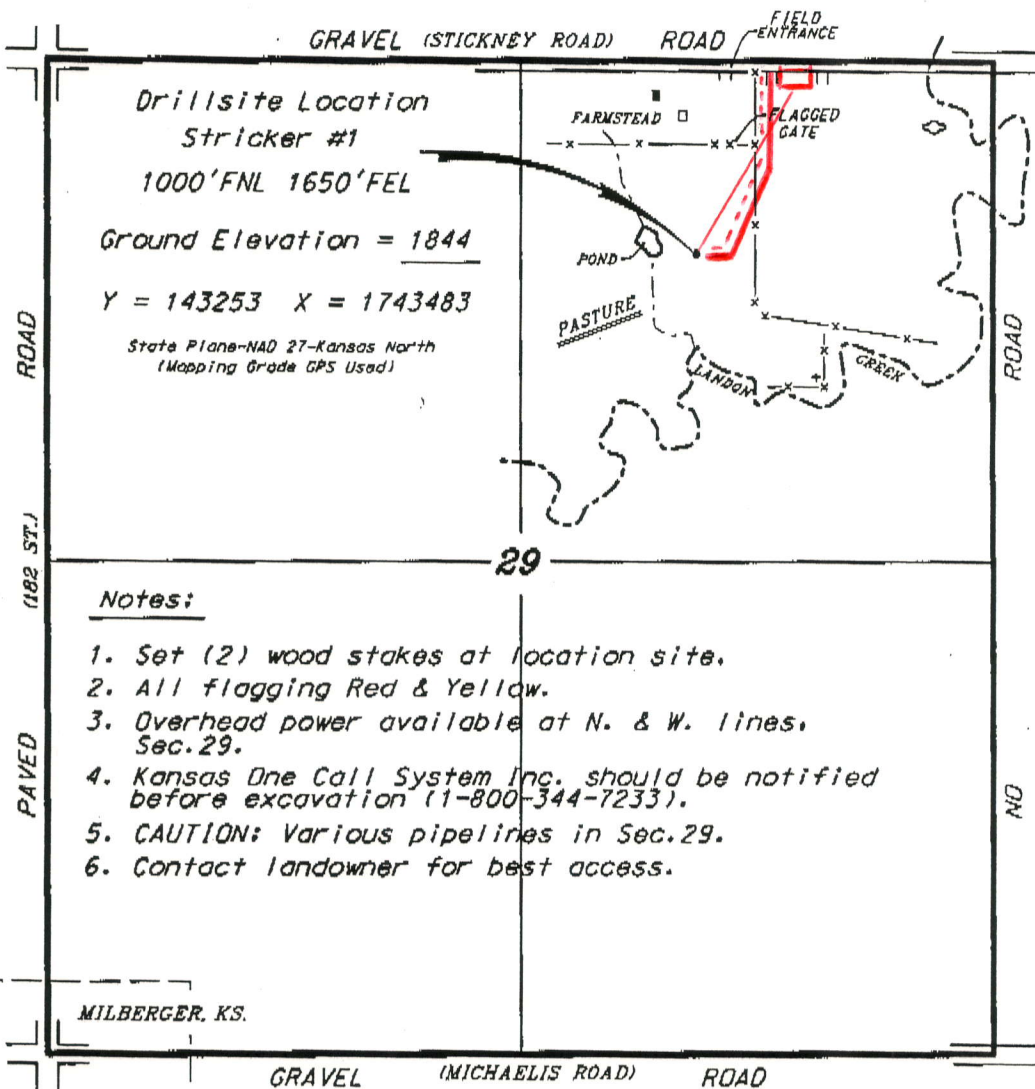 GRAVEL (STICKNEY ROAD) ROAD
FIELD
ENTRANCE
Drillsite Location
Stricker #1
1000'FNL 1650'FEL
Ground Elevation = 1844
Y = 143253 X = 1743483
State Plane-NAD 27-Kansas North
(Mapping Grade GPS Used)
FARMSTEAD
FLAGGED
GATE
POND
PASTURE
LANDON
CREEK
ROAD
(182 ST.)
PAVED
ROAD
NO
29
Notes:
1. Set (2) wood stakes at location site.
2. All flagging Red & Yellow.
3. Overhead power available at N. & W. lines.
Sec.29.
4. Kansas One Call System Inc. should be notified
before excavation (1-800-344-7233).
5. CAUTION: Various pipelines in Sec.29.
6. Contact landowner for best access.
MILBERGER, KS.
GRAVEL (MICHAELIS ROAD) ROAD